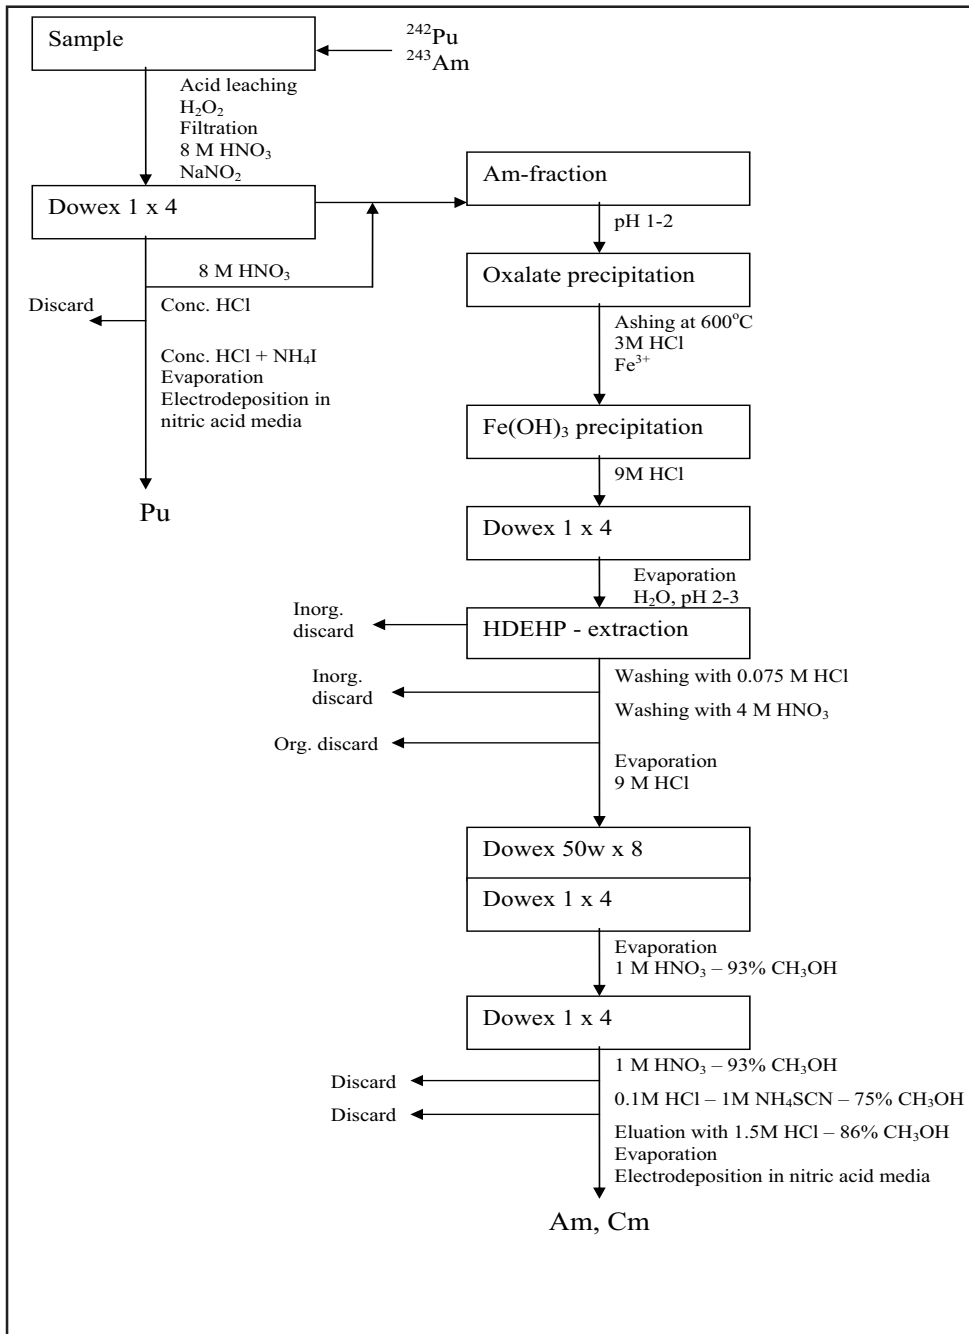 Sample
²⁴²Pu
²⁴³Am
Acid leaching
H₂O₂
Filtration
8 M HNO₃
NaNO₂
Dowex 1 x 4
8 M HNO₃
Discard
Conc. HCl
Conc. HCl + NH₄I
Evaporation
Electrodeposition in
nitric acid media
Pu
Am-fraction
pH 1-2
Oxalate precipitation
Ashing at 600°C
3M HCl
Fe³⁺
Fe(OH)₃ precipitation
9M HCl
Dowex 1 x 4
Evaporation
H₂O, pH 2-3
HDEHP - extraction
Inorg.
discard
Washing with 0.075 M HCl
Inorg.
discard
Washing with 4 M HNO₃
Org. discard
Evaporation
9 M HCl
Dowex 50w x 8
Dowex 1 x 4
Evaporation
1 M HNO₃ – 93% CH₃OH
Dowex 1 x 4
1 M HNO₃ – 93% CH₃OH
Discard
0.1M HCl – 1M NH₄SCN – 75% CH₃OH
Discard
Eluation with 1.5M HCl – 86% CH₃OH
Evaporation
Electrodeposition in nitric acid media
Am, Cm